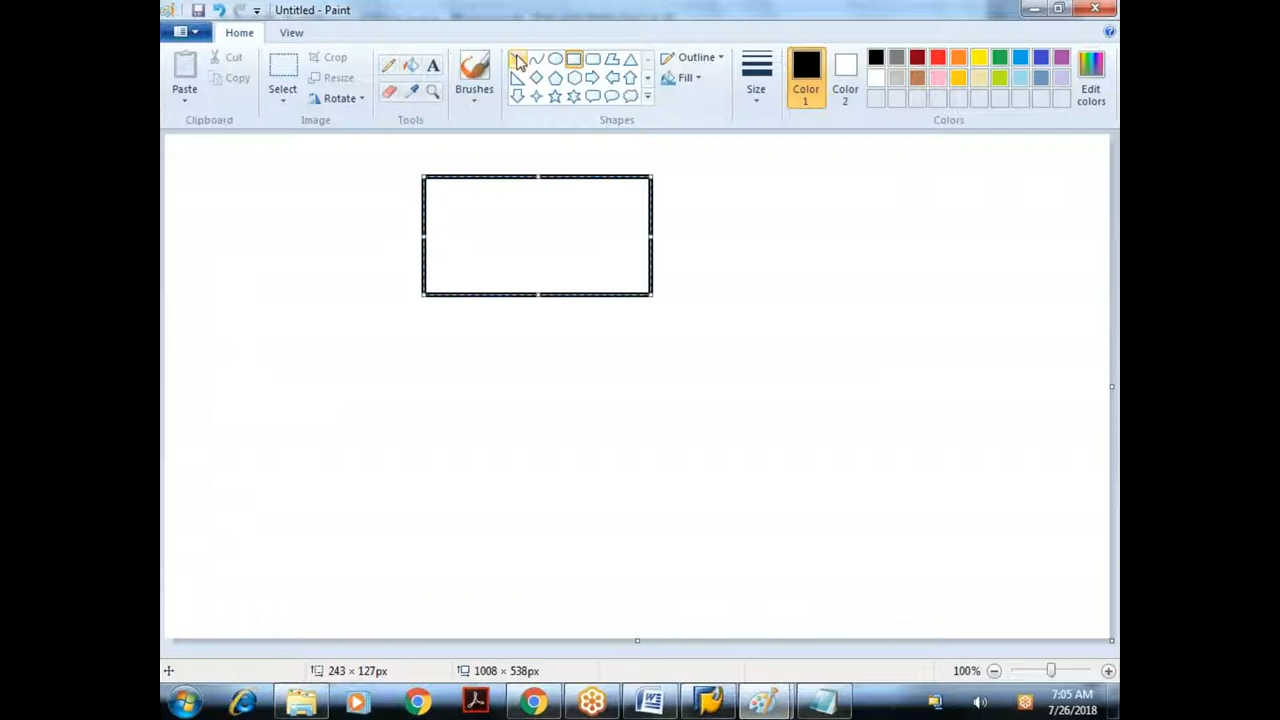 Untitled - Paint
Home View
Paste
Cut
Copy
Clipboard
Select
Crop
Resize
Rotate
Image
A
Tools
Brushes
Outline
Fill
Shapes
Size
Color
1
Color
2
Edit
colors
Colors
243 × 127px
1008 × 538px
100%
7:05 AM
7/26/2018